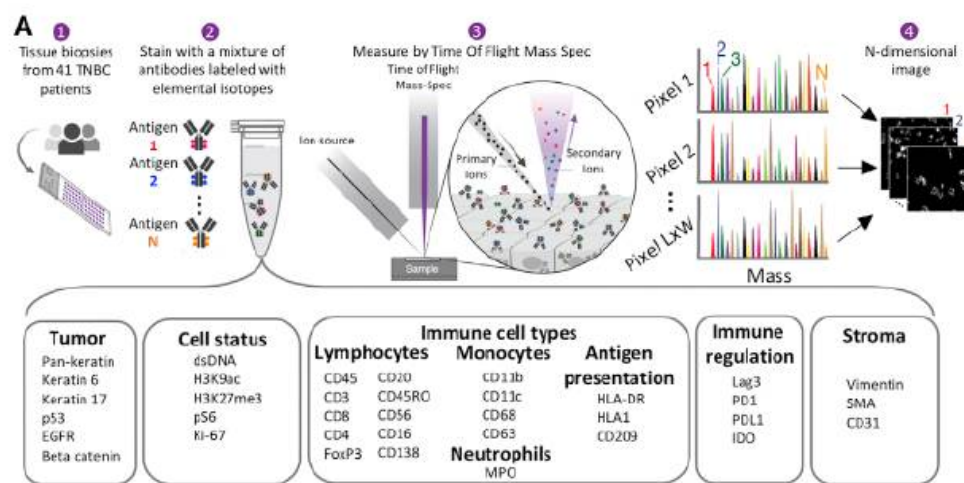 A
1
Tissue biopsies
from 41 TNBC
patients
2
Stain with a mixture of
antibodies labeled with
elemental isotopes
Antigen
1
Antigen
2
Antigen
N
3
Measure by Time Of Flight Mass Spec
Time of Flight
Mass-Spec
Ion source
Sample
Primary
Ions
Secondary
Ions
Pixel 1
1
2
3
N
Pixel 2
Pixel LxW
Mass
4
N-dimensional
image
1
2
Tumor
Pan-keratin
Keratin 6
Keratin 17
p53
EGFR
Beta catenin
Cell status
dsDNA
H3K9ac
H3K27me3
pS6
Ki-67
Immune cell types
Lymphocytes
CD45 CD20
CD3 CD45RO
CD8 CD56
CD4 CD16
FoxP3 CD138
Monocytes
CD11b
CD11c
CD68
CD63
Neutrophils
MPO
Antigen
presentation
HLA-DR
HLA1
CD209
Immune
regulation
Lag3
PD1
PDL1
IDO
Stroma
Vimentin
SMA
CD31